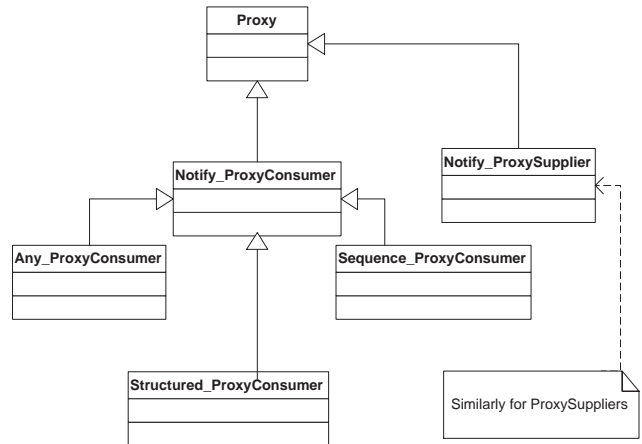 Proxy
Notify_ProxyConsumer
Notify_ProxySupplier
Any_ProxyConsumer
Sequence_ProxyConsumer
Structured_ProxyConsumer
Similarly for ProxySuppliers